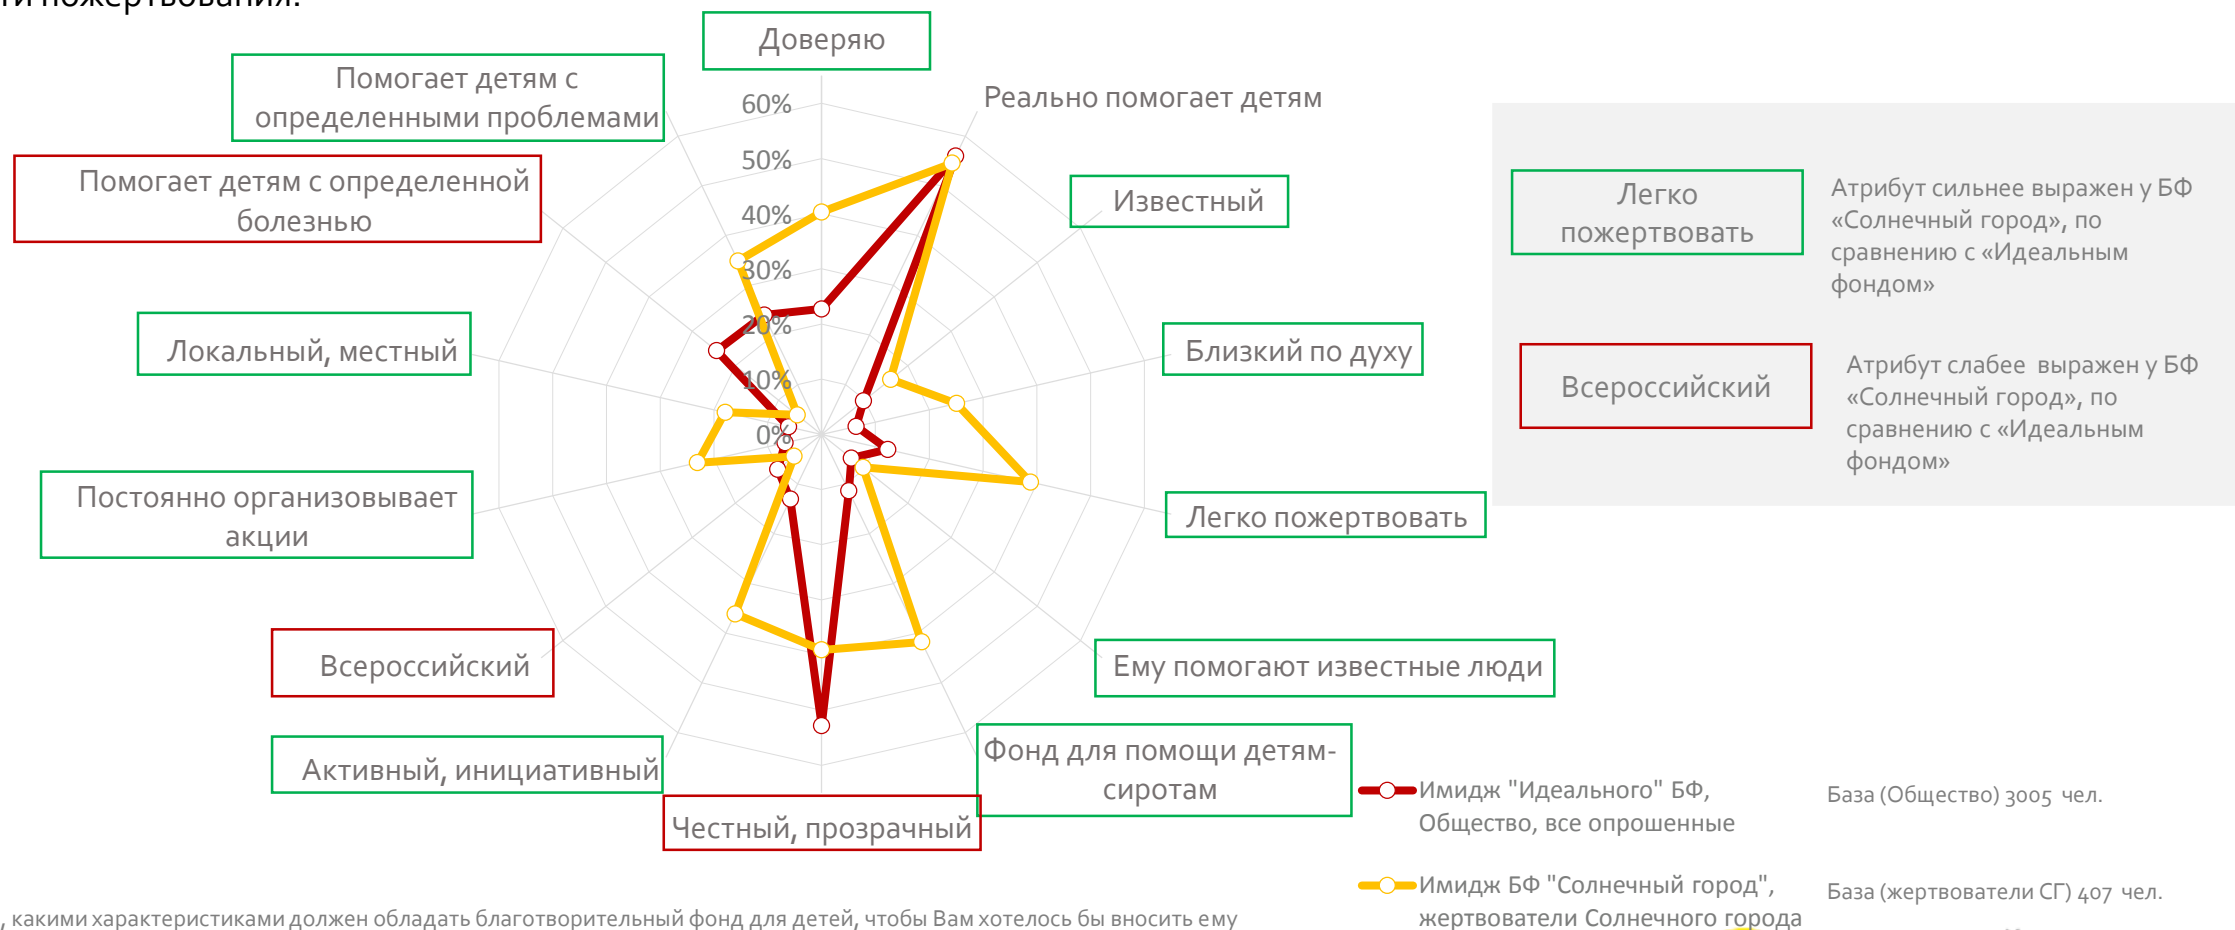 ти пожертвования.
Доверяю
Помогает детям с
определенными проблемами
Реально помогает детям
60%
50%
40%
30%
20%
10%
0%
Помогает детям с определенной
болезнью
Известный
Локальный, местный
Близкий по духу
Постоянно организовывает
акции
Легко пожертвовать
Всероссийский
Ему помогают известные люди
Активный, инициативный
Фонд для помощи детям-
сиротам
Честный, прозрачный
Легко
пожертвовать
Атрибут сильнее выражен у БФ
«Солнечный город», по
сравнению с «Идеальным
фондом»
Всероссийский
Атрибут слабее выражен у БФ
«Солнечный город», по
сравнению с «Идеальным
фондом»
Имидж "Идеального" БФ,
Общество, все опрошенные
База (Общество) 3005 чел.
Имидж БФ "Солнечный город",
жертвователи Солнечного города
База (жертвователи СГ) 407 чел.
, какими характеристиками должен обладать благотворительный фонд для детей, чтобы Вам хотелось бы вносить ему